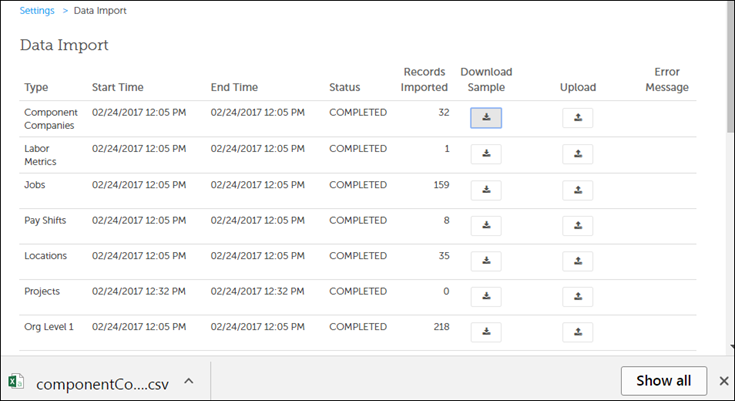 Settings > Data Import
Data Import
Type Start Time End Time Status Records Imported Download Sample Upload Error Message
Component Companies 02/24/2017 12:05 PM 02/24/2017 12:05 PM COMPLETED 32
Labor Metrics 02/24/2017 12:05 PM 02/24/2017 12:05 PM COMPLETED 1
Jobs 02/24/2017 12:05 PM 02/24/2017 12:05 PM COMPLETED 159
Pay Shifts 02/24/2017 12:05 PM 02/24/2017 12:05 PM COMPLETED 8
Locations 02/24/2017 12:05 PM 02/24/2017 12:05 PM COMPLETED 35
Projects 02/24/2017 12:32 PM 02/24/2017 12:32 PM COMPLETED 0
Org Level 1 02/24/2017 12:05 PM 02/24/2017 12:05 PM COMPLETED 218
componentCo....csv Show all